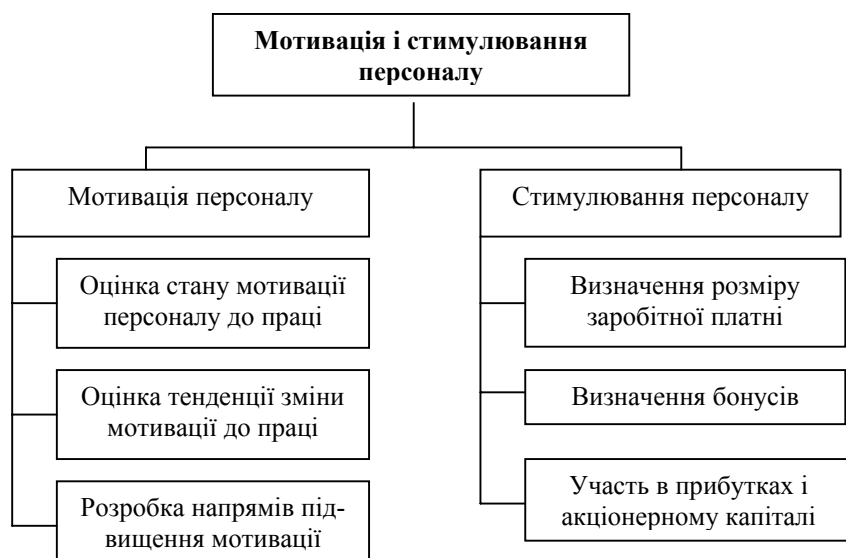 Мотивація і стимулювання
персоналу
Мотивація персоналу
Оцінка стану мотивації
персоналу до праці
Оцінка тенденції зміни
мотивації до праці
Розробка напрямів під-
вищення мотивації
Стимулювання персоналу
Визначення розміру
заробітної платні
Визначення бонусів
Участь в прибутках і
акціонерному капіталі